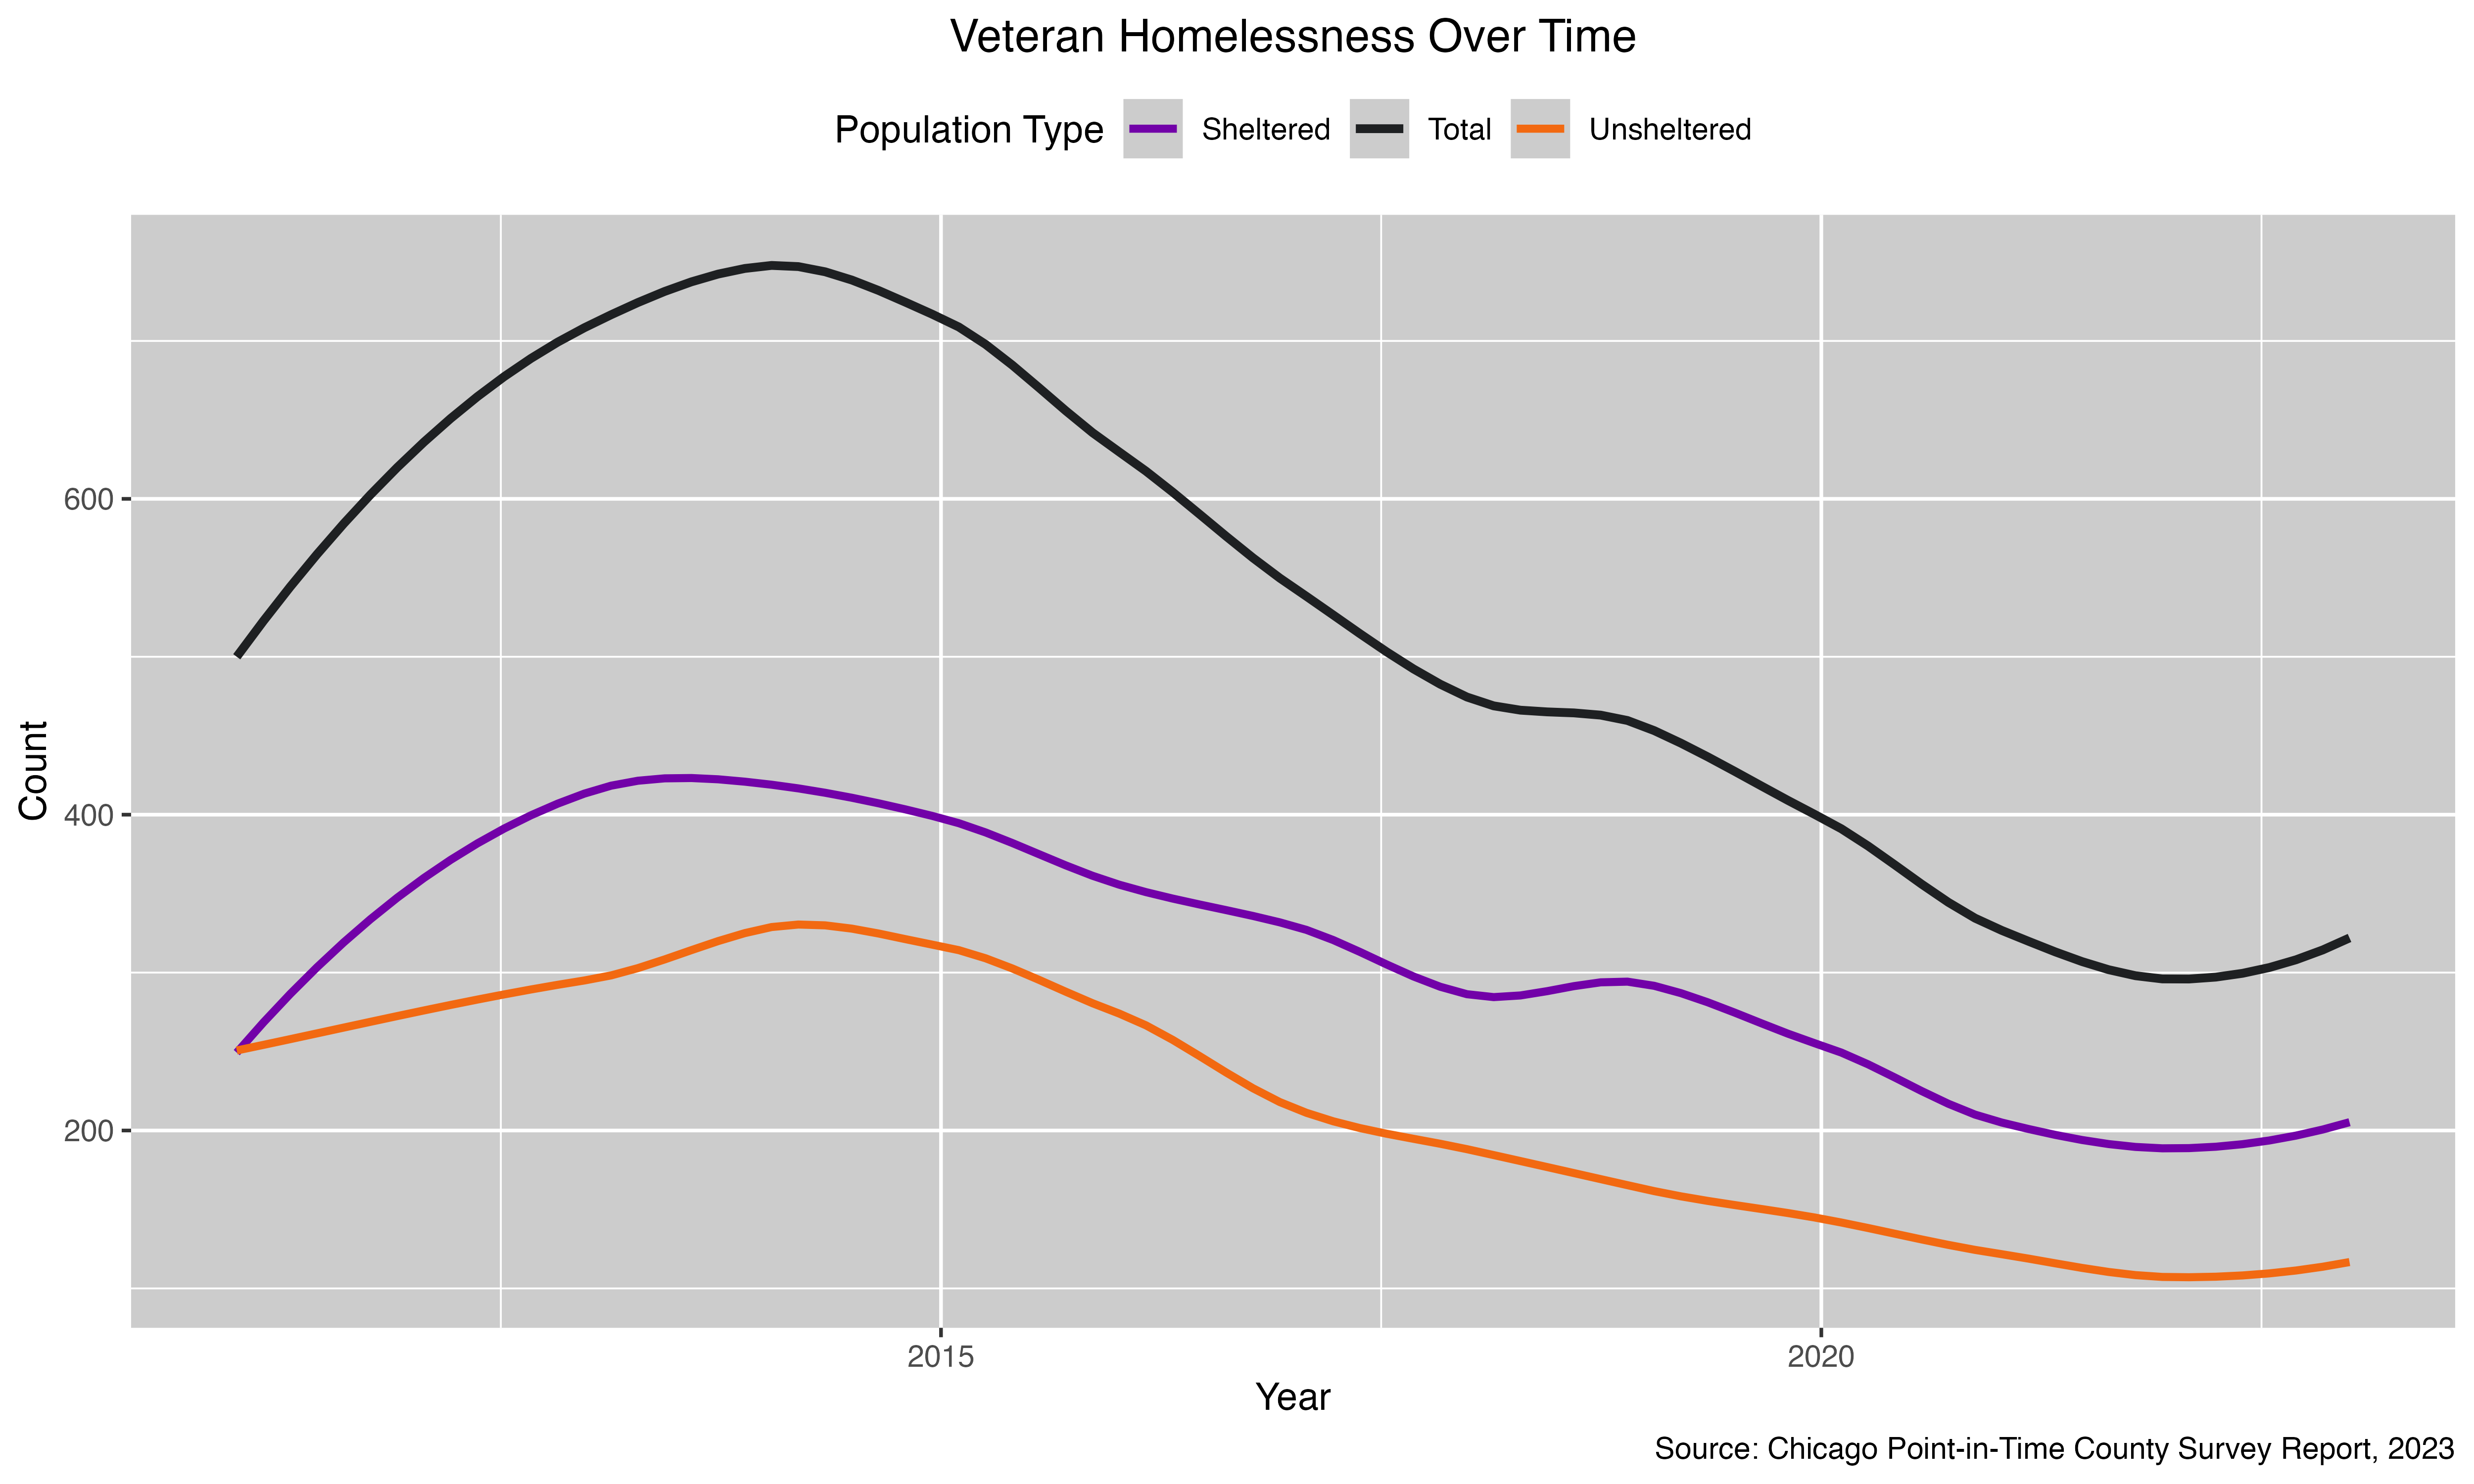 Veteran Homelessness Over Time
Population Type Sheltered Total Unsheltered
600
400
200
Count
2015 2020
Year
Source: Chicago Point-in-Time County Survey Report, 2023